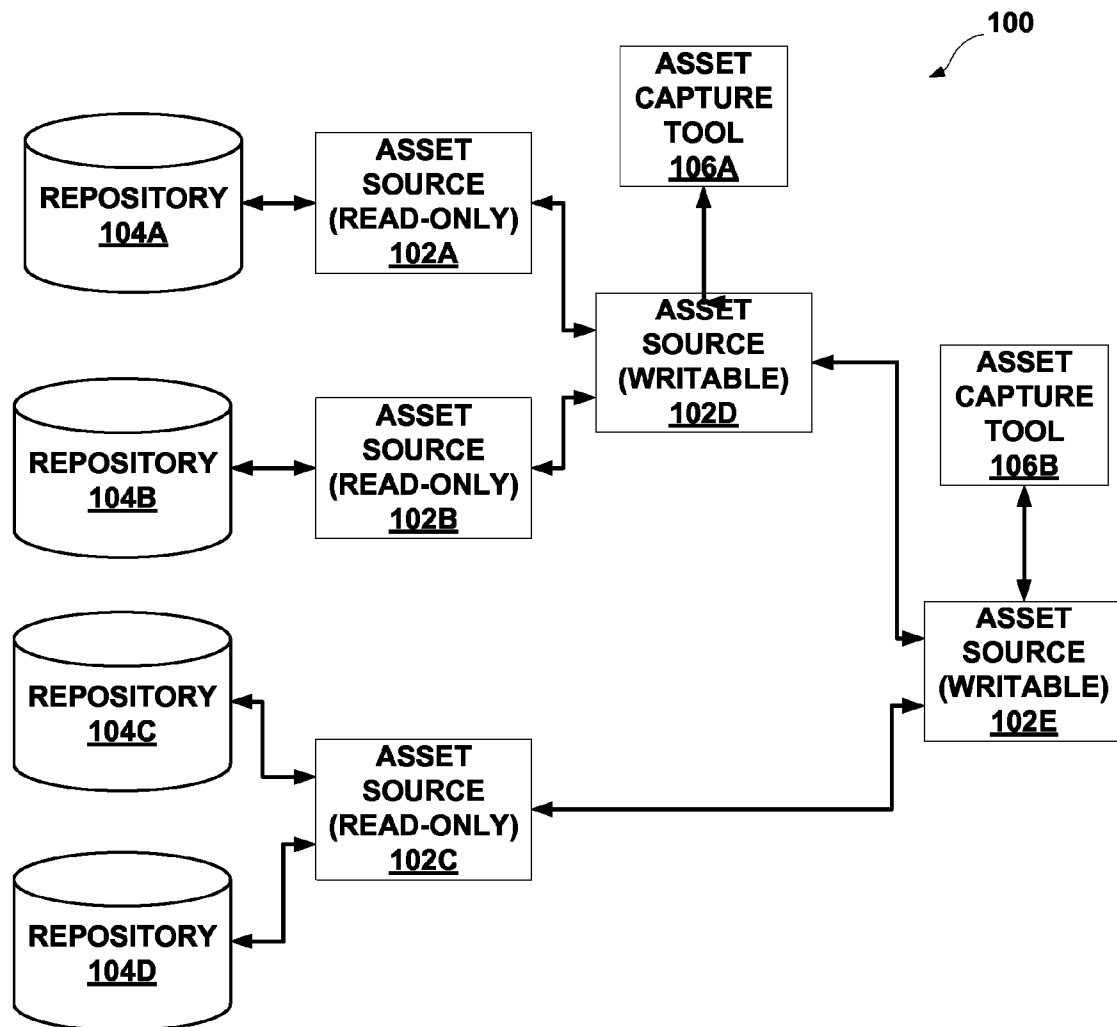 100
ASSET
CAPTURE
TOOL
106A
REPOSITORY
104A
ASSET
SOURCE
(READ-ONLY)
102A
ASSET
SOURCE
(WRITABLE)
102D
ASSET
CAPTURE
TOOL
106B
REPOSITORY
104B
ASSET
SOURCE
(READ-ONLY)
102B
ASSET
SOURCE
(WRITABLE)
102E
REPOSITORY
104C
ASSET
SOURCE
(READ-ONLY)
102C
REPOSITORY
104D